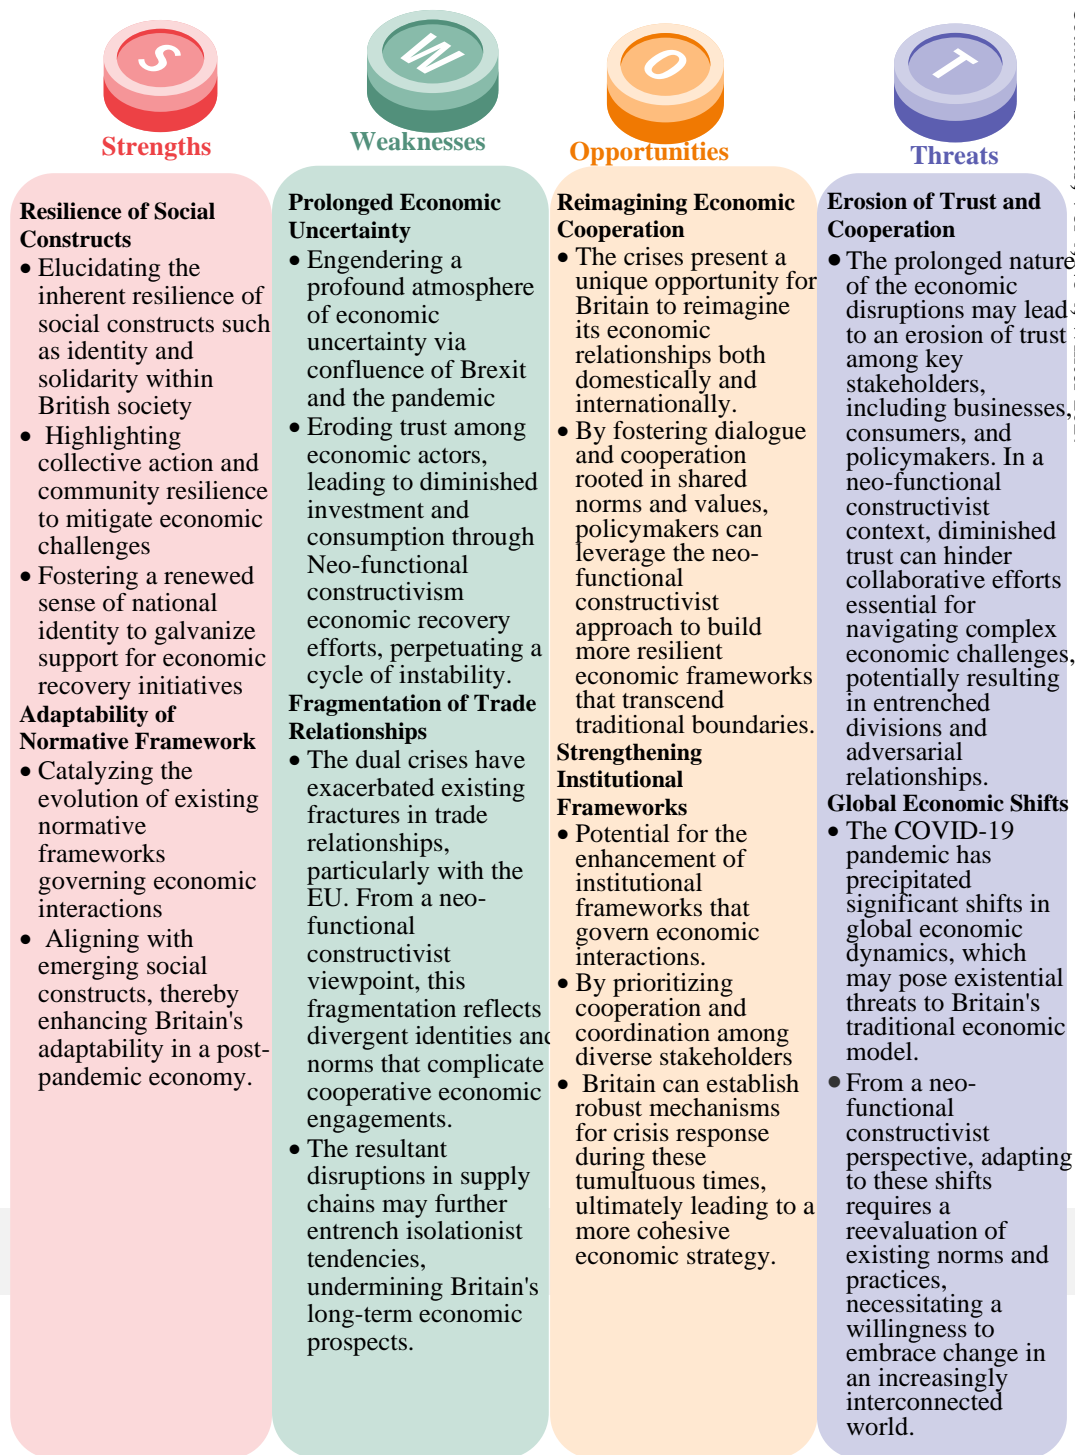 S
Strengths
Resilience of Social
Constructs
• Elucidating the
inherent resilience of
social constructs such
as identity and
solidarity within
British society
• Highlighting
collective action and
community resilience
to mitigate economic
challenges
• Fostering a renewed
sense of national
identity to galvanize
support for economic
recovery initiatives
Adaptability of
Normative Framework
• Catalyzing the
evolution of existing
normative
frameworks
governing economic
interactions
• Aligning with
emerging social
constructs, thereby
enhancing Britain's
adaptability in a post-
pandemic economy.
W
Weaknesses
Prolonged Economic
Uncertainty
• Engendering a
profound atmosphere
of economic
uncertainty via
confluence of Brexit
and the pandemic
• Eroding trust among
economic actors,
leading to diminished
investment and
consumption through
Neo-functional
constructivism
economic recovery
efforts, perpetuating a
cycle of instability.
Fragmentation of Trade
Relationships
• The dual crises have
exacerbated existing
fractures in trade
relationships,
particularly with the
EU. From a neo-
functional
constructivist
viewpoint, this
fragmentation reflects
divergent identities and
norms that complicate
cooperative economic
engagements.
• The resultant
disruptions in supply
chains may further
entrench isolationist
tendencies,
undermining Britain's
long-term economic
prospects.
O
Opportunities
Reimagining Economic
Cooperation
• The crises present a
unique opportunity for
Britain to reimagine
its economic
relationships both
domestically and
internationally.
• By fostering dialogue
and cooperation
rooted in shared
norms and values,
policymakers can
leverage the neo-
functional
constructivist
approach to build
more resilient
economic frameworks
that transcend
traditional boundaries.
Strengthening
Institutional
Frameworks
• Potential for the
enhancement of
institutional
frameworks that
govern economic
interactions.
• By prioritizing
cooperation and
coordination among
diverse stakeholders
• Britain can establish
robust mechanisms
for crisis response
during these
tumultuous times,
ultimately leading to a
more cohesive
economic strategy.
T
Threats
Erosion of Trust and
Cooperation
• The prolonged nature
of the economic
disruptions may lead
to an erosion of trust
among key
stakeholders,
including businesses,
consumers, and
policymakers. In a
neo-functional
constructivist
context, diminished
trust can hinder
collaborative efforts
essential for
navigating complex
economic challenges,
potentially resulting
in entrenched
divisions and
adversarial
relationships.
Global Economic Shifts
• The COVID-19
pandemic has
precipitated
significant shifts in
global economic
dynamics, which
may pose existential
threats to Britain's
traditional economic
model.
• From a neo-
functional
constructivist
perspective, adapting
to these shifts
requires a
reevaluation of
existing norms and
practices,
necessitating a
willingness to
embrace change in
an increasingly
interconnected
world.